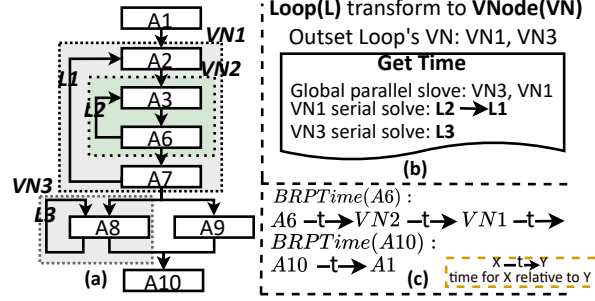 A1
VN1
A2
VN2
L1
A3
L2
A6
A7
VN3
L3
A8
A9
(a)
A10
Loop(L) transform to VNode(VN)
Outset Loop's VN: VN1, VN3
Get Time
Global parallel slove: VN3, VN1
VN1 serial solve: L2 → L1
VN3 serial solve: L3
(b)
BRPTime(A6) :
A6 –t→ VN2 –t→ VN1 –t→
BRPTime(A10) :
A10 –t→ A1
(c)
X –t→ Y
time for X relative to Y